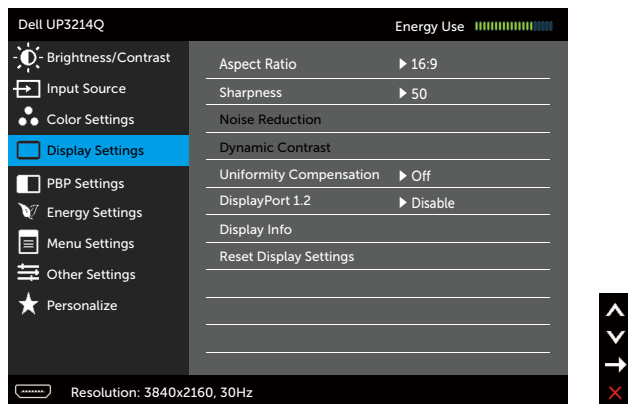 Dell UP3214Q
Energy Use
Brightness/Contrast
Input Source
Color Settings
Display Settings
PBP Settings
Energy Settings
Menu Settings
Other Settings
Personalize
Aspect Ratio 16:9
Sharpness 50
Noise Reduction
Dynamic Contrast
Uniformity Compensation Off
DisplayPort 1.2 Disable
Display Info
Reset Display Settings
Resolution: 3840x2160, 30Hz